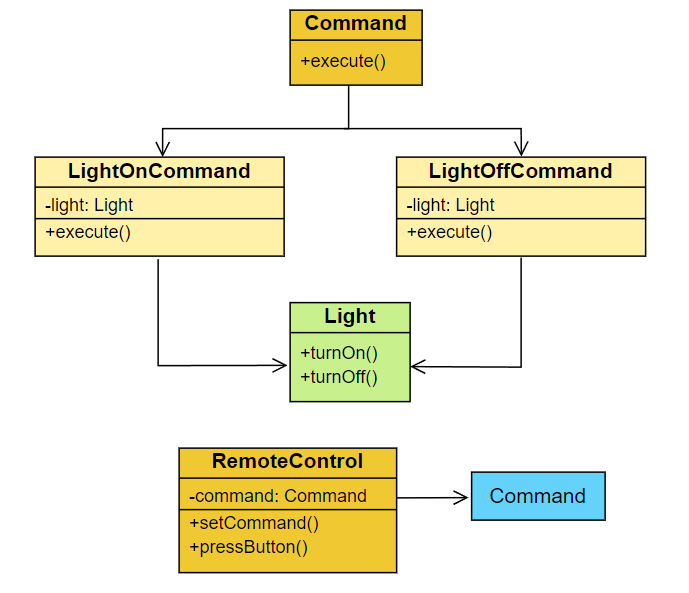 Command
+execute()
LightOnCommand
-light: Light
+execute()
LightOffCommand
-light: Light
+execute()
Light
+turnOn()
+turnOff()
RemoteControl
-command: Command
+setCommand()
+pressButton()
Command